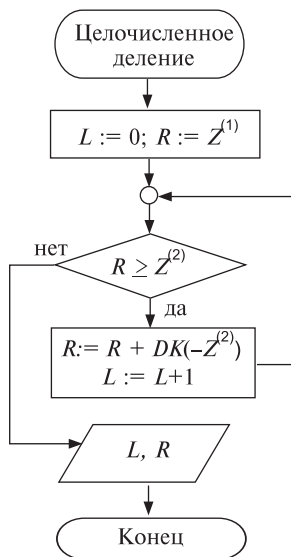 Целочисленное
деление
L := 0; R := Z⁽¹⁾
нет
R ≥ Z⁽²⁾
да
R:= R + DK(–Z⁽²⁾)
L := L+1
L, R
Конец